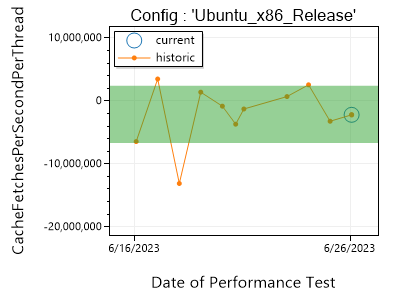 Config : 'Ubuntu_x86_Release'
CacheFetchesPerSecondPerThread
10,000,000
0
-10,000,000
-20,000,000
current
historic
6/16/2023
6/26/2023
Date of Performance Test